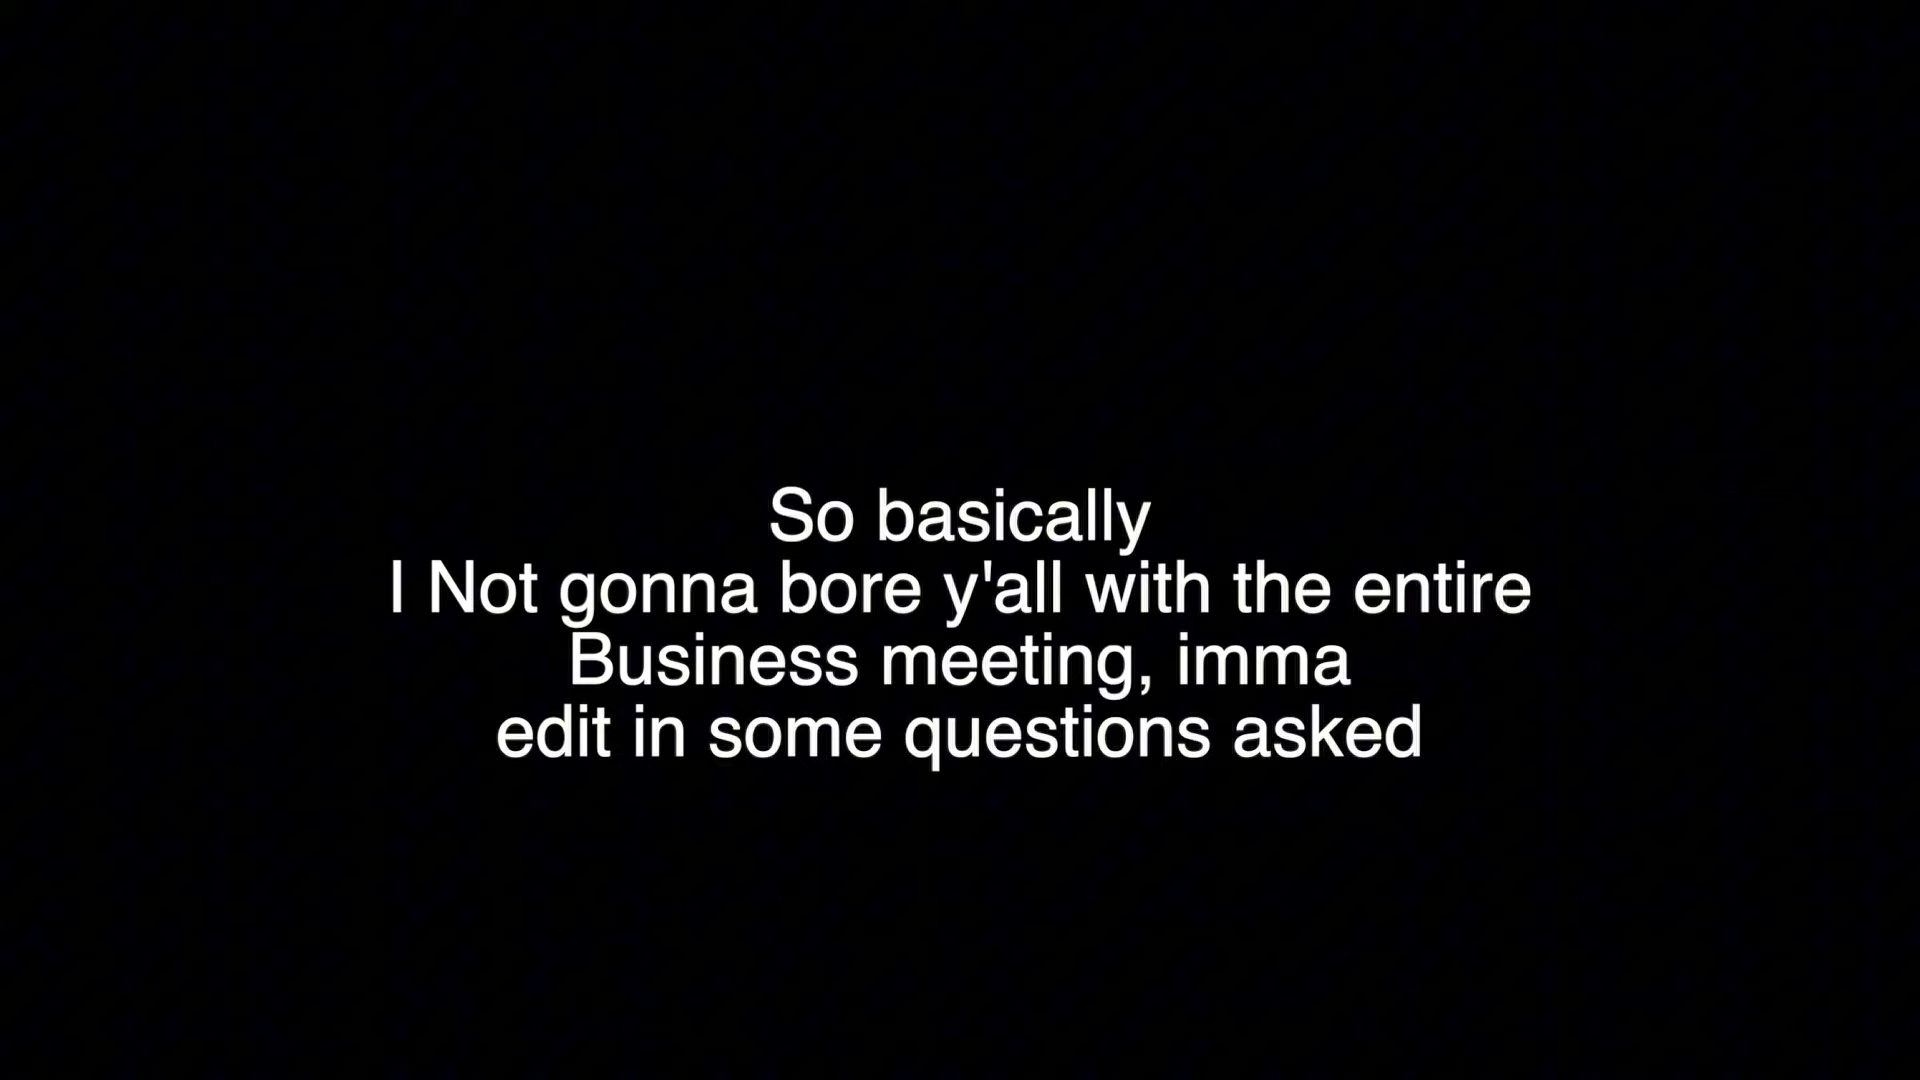 So basically
I Not gonna bore y'all with the entire
Business meeting, imma
edit in some questions asked